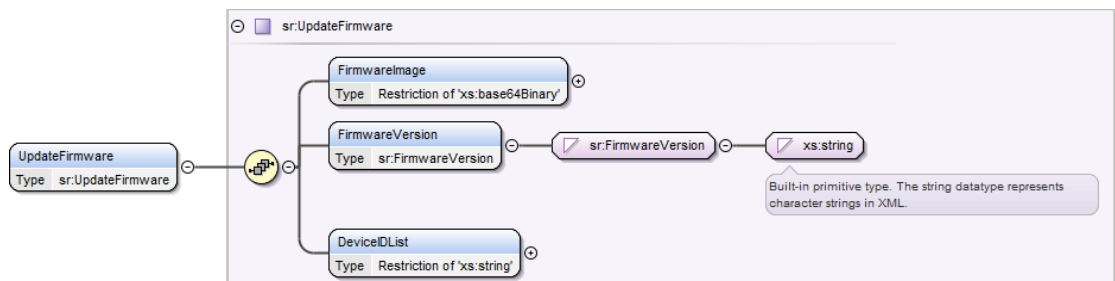 sr:UpdateFirmware
FirmwareImage
Type Restriction of 'xs:base64Binary'
FirmwareVersion
Type sr:FirmwareVersion
sr:FirmwareVersion
xs:string
UpdateFirmware
Type sr:UpdateFirmware
Built-in primitive type. The string datatype represents
character strings in XML.
DeviceIDList
Type Restriction of 'xs:string'